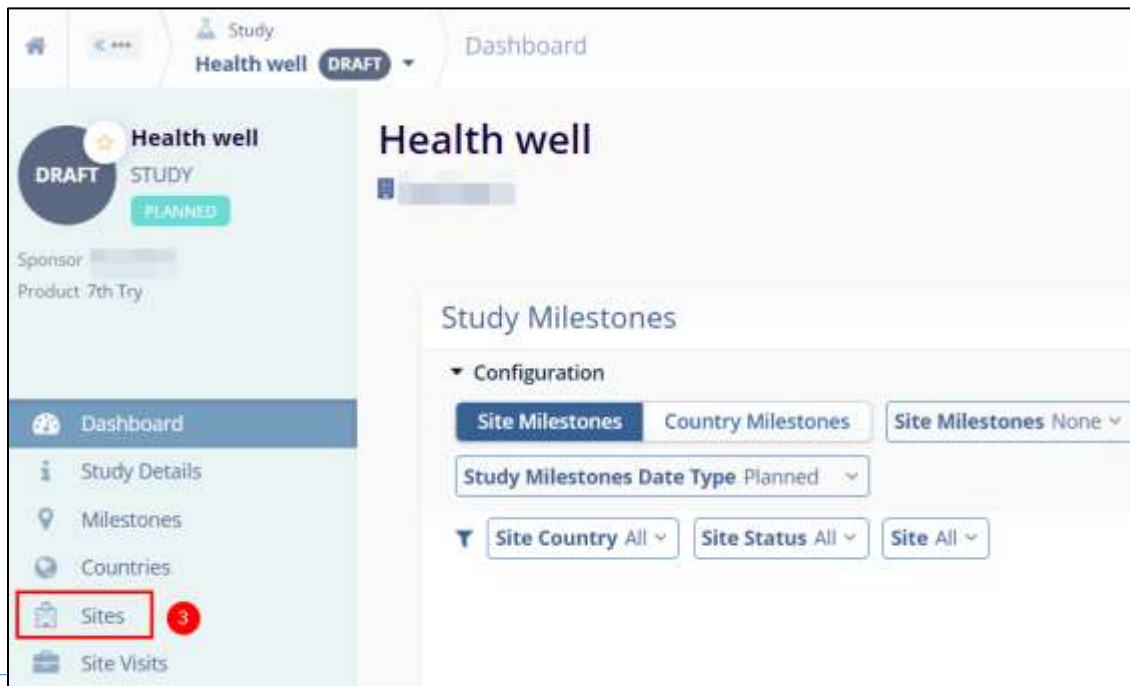 Study
Health well DRAFT
Dashboard
DRAFT
Health well
STUDY
PLANNED
Sponsor
Product 7th Try
Dashboard
Study Details
Milestones
Countries
Sites 3
Site Visits
Health well
Study Milestones
Configuration
Site Milestones Country Milestones Site Milestones None
Study Milestones Date Type Planned
Site Country All Site Status All Site All